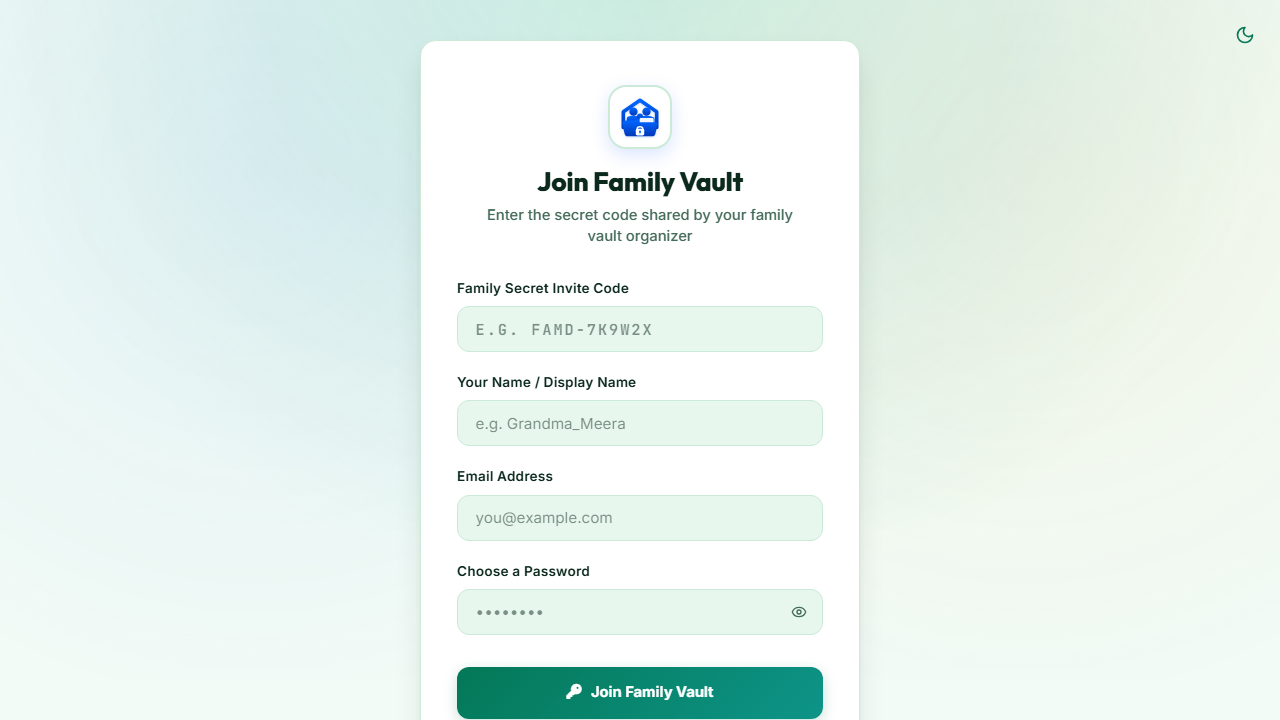 Join Family Vault
Enter the secret code shared by your family
vault organizer
Family Secret Invite Code
E.G. FAMD-7K9W2X
Your Name / Display Name
e.g. Grandma_Meera
Email Address
you@example.com
Choose a Password
••••••••
Join Family Vault